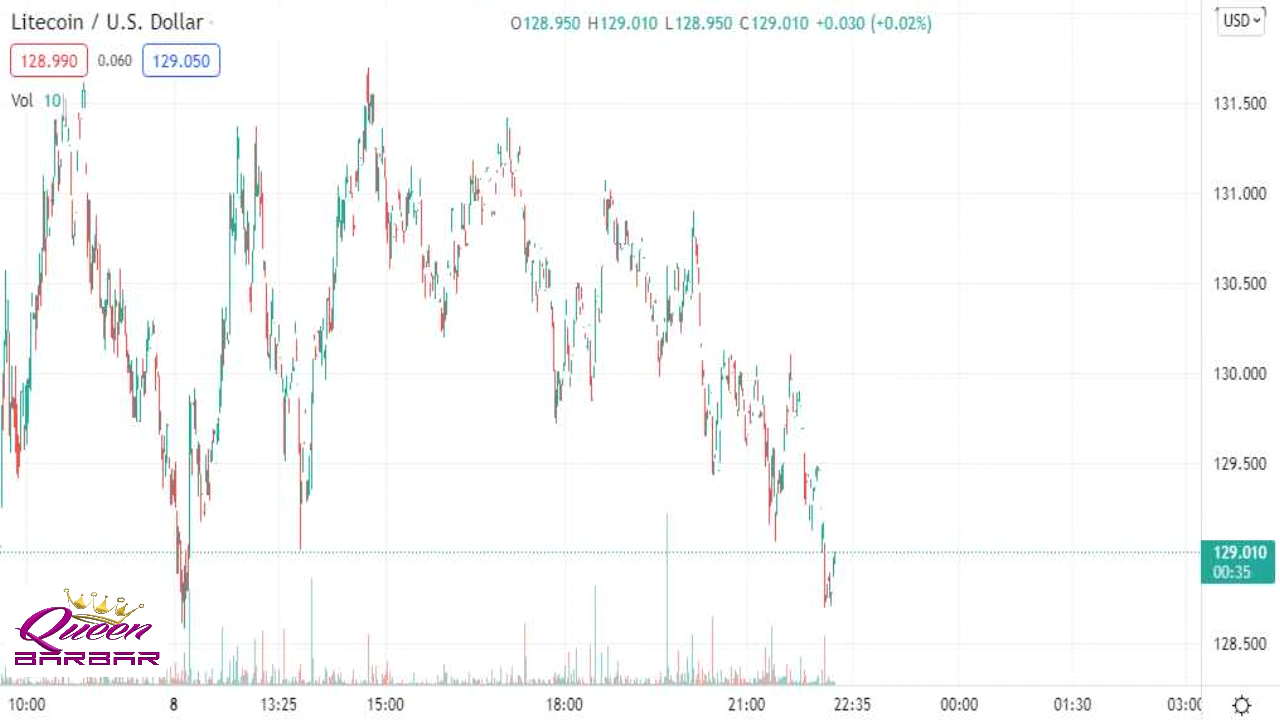 Litecoin / U.S. Dollar
O128.950 H129.010 L128.950 C129.010 +0.030 (+0.02%)
USD
128.990 0.060 129.050
Vol 10
131.500
131.000
130.500
130.000
129.500
129.010
00:35
128.500
Queen
BARBAR
10:00 8 13:25 15:00 18:00 21:00 22:35 00:00 01:30 03:00